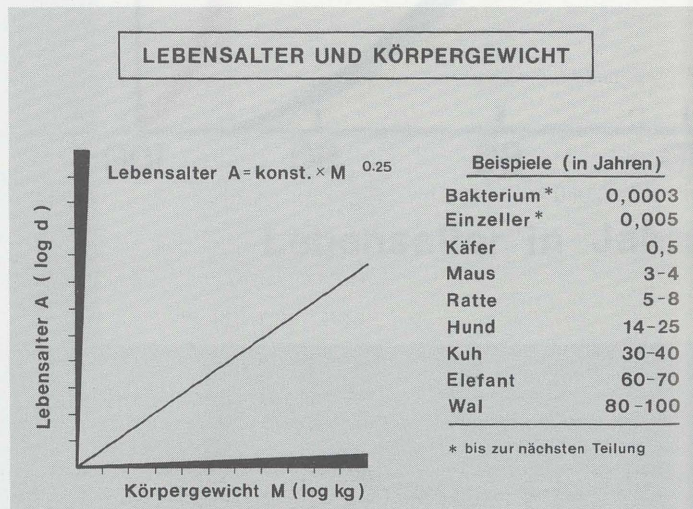 LEBENSALTER UND KÖRPERGEWICHT
Lebensalter A = konst. × M 0.25
Lebensalter A (log d)
Körpergewicht M (log kg)
Beispiele (in Jahren)
Bakterium* 0,0003
Einzeller* 0,005
Käfer 0,5
Maus 3-4
Ratte 5-8
Hund 14-25
Kuh 30-40
Elefant 60-70
Wal 80-100
* bis zur nächsten Teilung